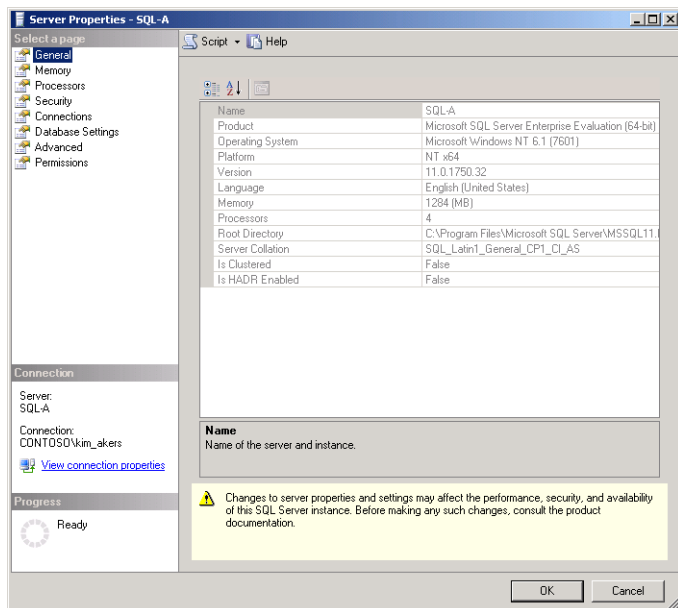 Server Properties - SQL-A
Select a page
General
Memory
Processors
Security
Connections
Database Settings
Advanced
Permissions
Script
Help
Name SQL-A
Product Microsoft SQL Server Enterprise Evaluation (64-bit)
Operating System Microsoft Windows NT 6.1 (7601)
Platform NT x64
Version 11.0.1750.32
Language English (United States)
Memory 1284 (MB)
Processors 4
Root Directory C:\Program Files\Microsoft SQL Server\MSSQL11.
Server Collation SQL_Latin1_General_CP1_CI_AS
Is Clustered False
Is HADR Enabled False
Connection
Server:
SQL-A
Connection:
CONTOSO\kim_akers
View connection properties
Progress
Ready
Name
Name of the server and instance.
Changes to server properties and settings may affect the performance, security, and availability
of this SQL Server instance. Before making any such changes, consult the product
documentation.
OK
Cancel